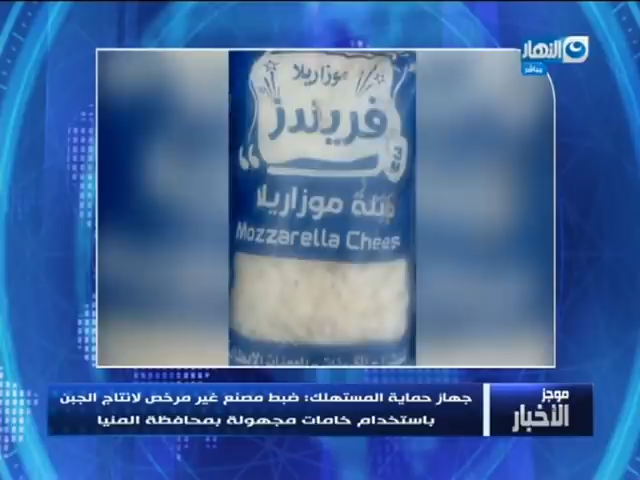 النهار
مباشر
موزاريلا
فريندز
جبنة موزاريلا
Mozzarella Chees
جهاز حماية المستهلك: ضبط مصنع غير مرخص لانتاج الجبن
باستخدام خامات مجهولة بمحافظة المنيا
موجز
الأخبار